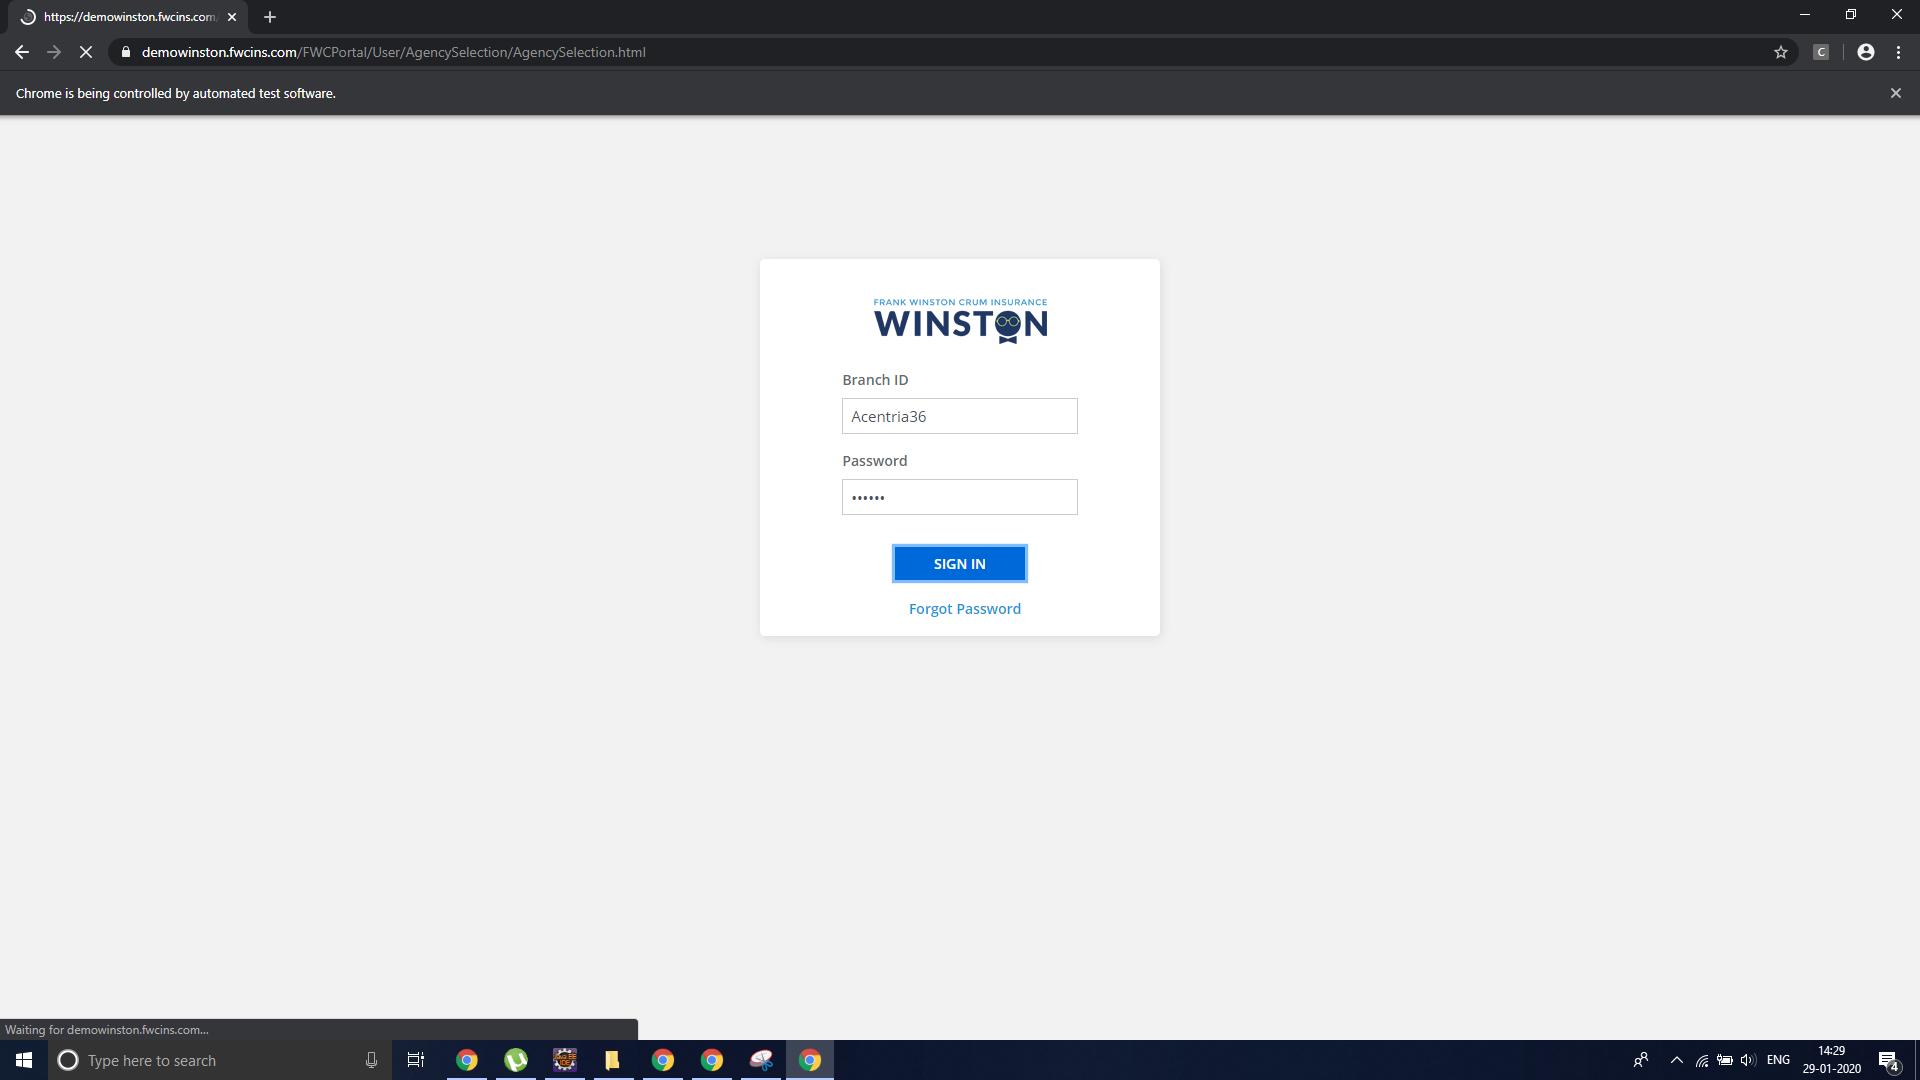 https://demowinston.fwcins.com/
demowinston.fwcins.com/FWCPortal/User/AgencySelection/AgencySelection.html
C
Chrome is being controlled by automated test software.
FRANK WINSTON CRUM INSURANCE
WINSTON
Branch ID
Acentria36
Password
••••••
SIGN IN
Forgot Password
Waiting for demowinston.fwcins.com...
Type here to search
ENG
14:29
29-01-2020
4